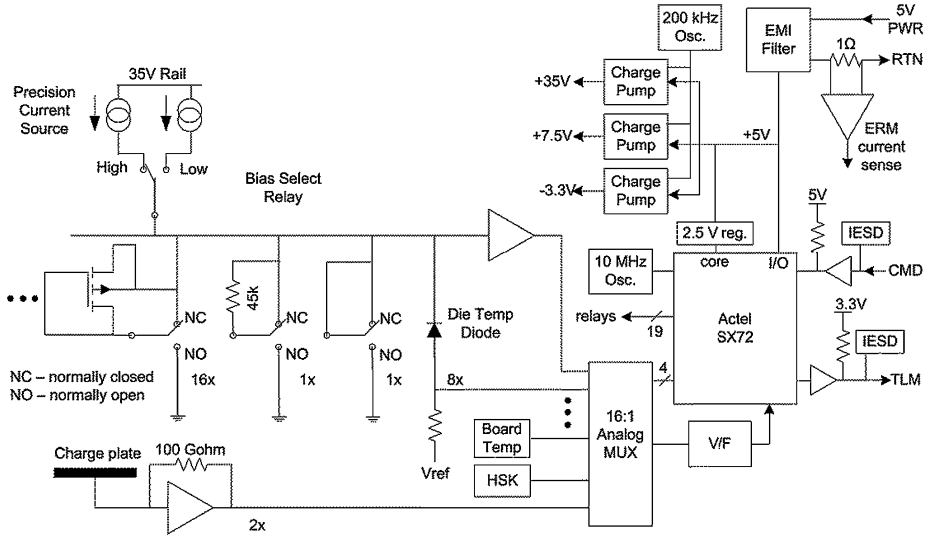 200 kHz
Osc.
EMI
Filter
5V
PWR
1Ω
RTN
ERM
current
sense
35V Rail
Precision
Current
Source
High
Low
+35V
Charge
Pump
+7.5V
Charge
Pump
+5V
-3.3V
Charge
Pump
Bias Select
Relay
2.5 V reg.
5V
IESD
CMD
10 MHz
Osc.
core
I/O
Actel
SX72
relays
19
3.3V
IESD
TLM
45k
NC
NC
NC
NO
NO
NO
16x
1x
1x
Die Temp
Diode
8x
4
NC – normally closed
NO – normally open
16:1
Analog
MUX
V/F
Board
Temp
HSK
Vref
Charge plate
100 Gohm
2x